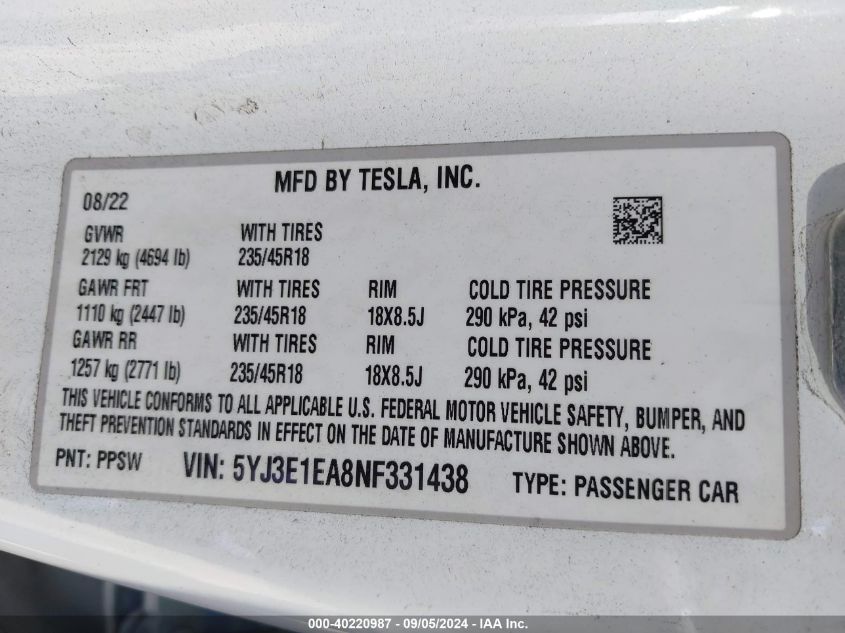 MFD BY TESLA, INC.
08/22
GVWR WITH TIRES
2129 kg (4694 lb) 235/45R18
GAWR FRT WITH TIRES RIM COLD TIRE PRESSURE
1110 kg (2447 lb) 235/45R18 18X8.5J 290 kPa, 42 psi
GAWR RR WITH TIRES RIM COLD TIRE PRESSURE
1257 kg (2771 lb) 235/45R18 18X8.5J 290 kPa, 42 psi
THIS VEHICLE CONFORMS TO ALL APPLICABLE U.S. FEDERAL MOTOR VEHICLE SAFETY, BUMPER, AND
THEFT PREVENTION STANDARDS IN EFFECT ON THE DATE OF MANUFACTURE SHOWN ABOVE.
PNT: PPSW VIN: 5YJ3E1EA8NF331438 TYPE: PASSENGER CAR
000-40220987 - 09/05/2024 - IAA Inc.